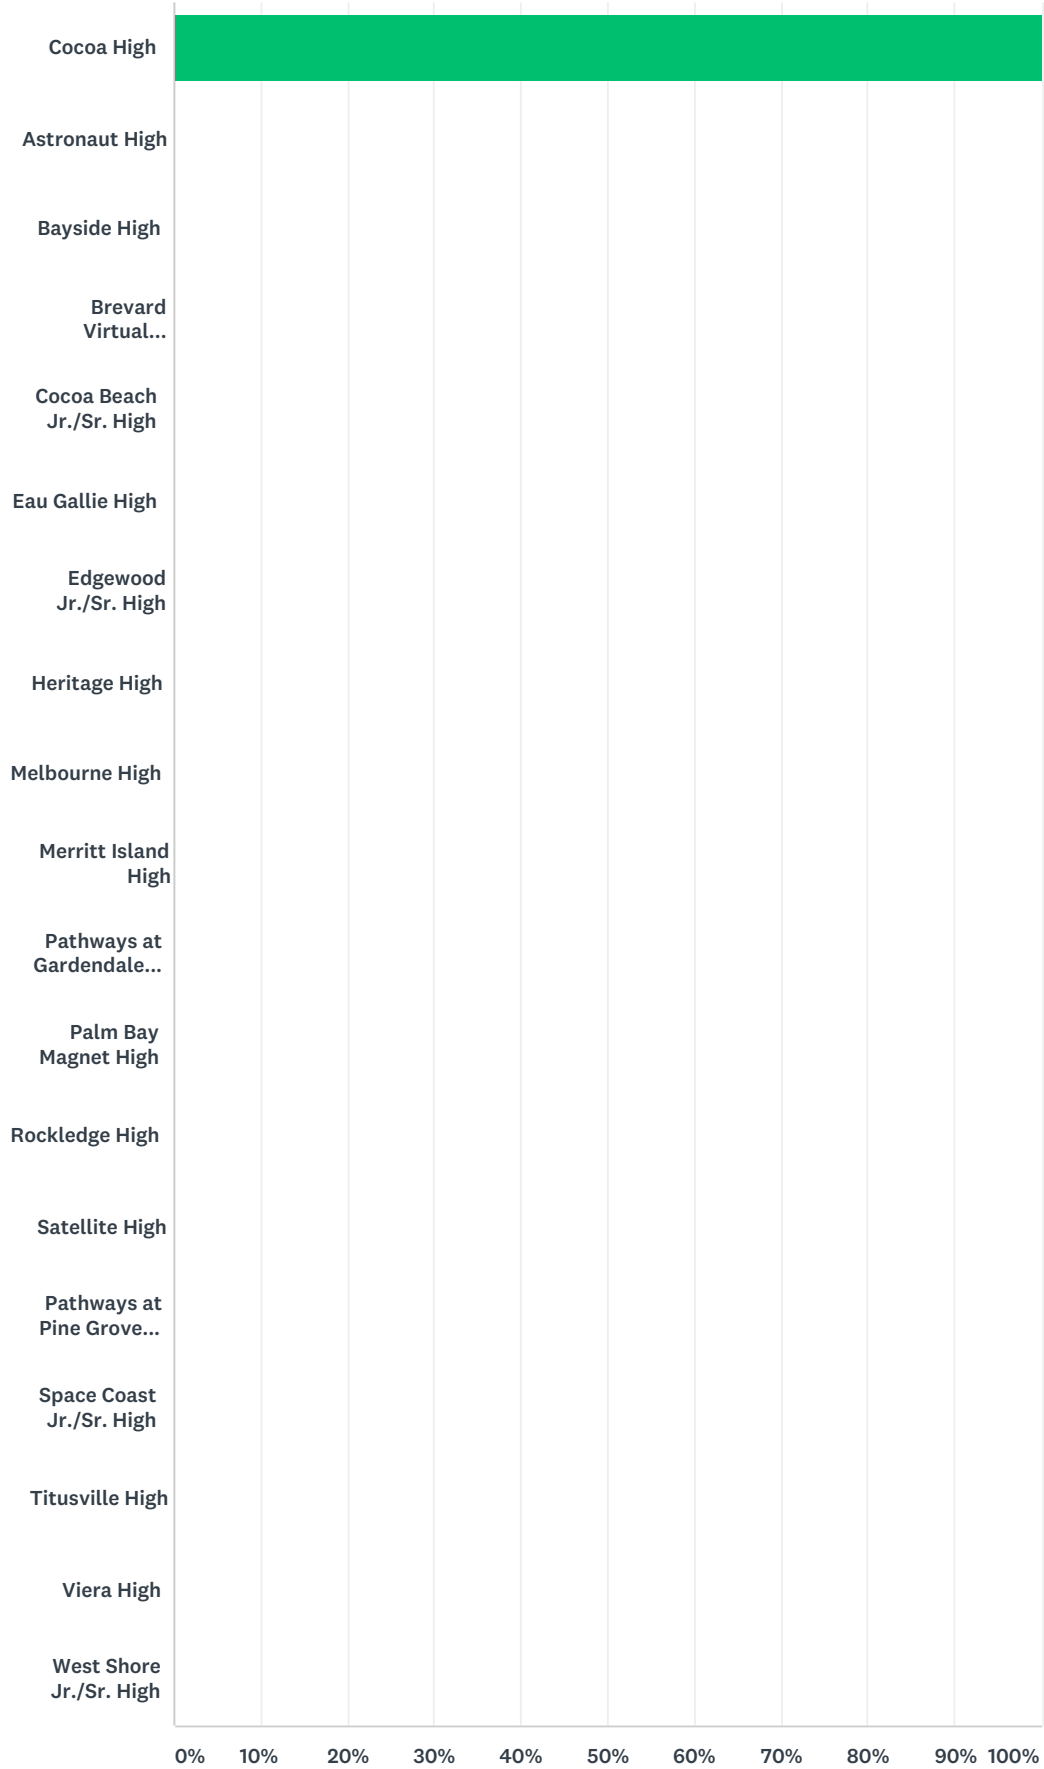 Cocoa High
Astronaut High
Bayside High
Brevard
Virtual...
Cocoa Beach
Jr./Sr. High
Eau Gallie High
Edgewood
Jr./Sr. High
Heritage High
Melbourne High
Merritt Island
High
Pathways at
Gardendale...
Palm Bay
Magnet High
Rockledge High
Satellite High
Pathways at
Pine Grove...
Space Coast
Jr./Sr. High
Titusville High
Viera High
West Shore
Jr./Sr. High
0% 10% 20% 30% 40% 50% 60% 70% 80% 90% 100%